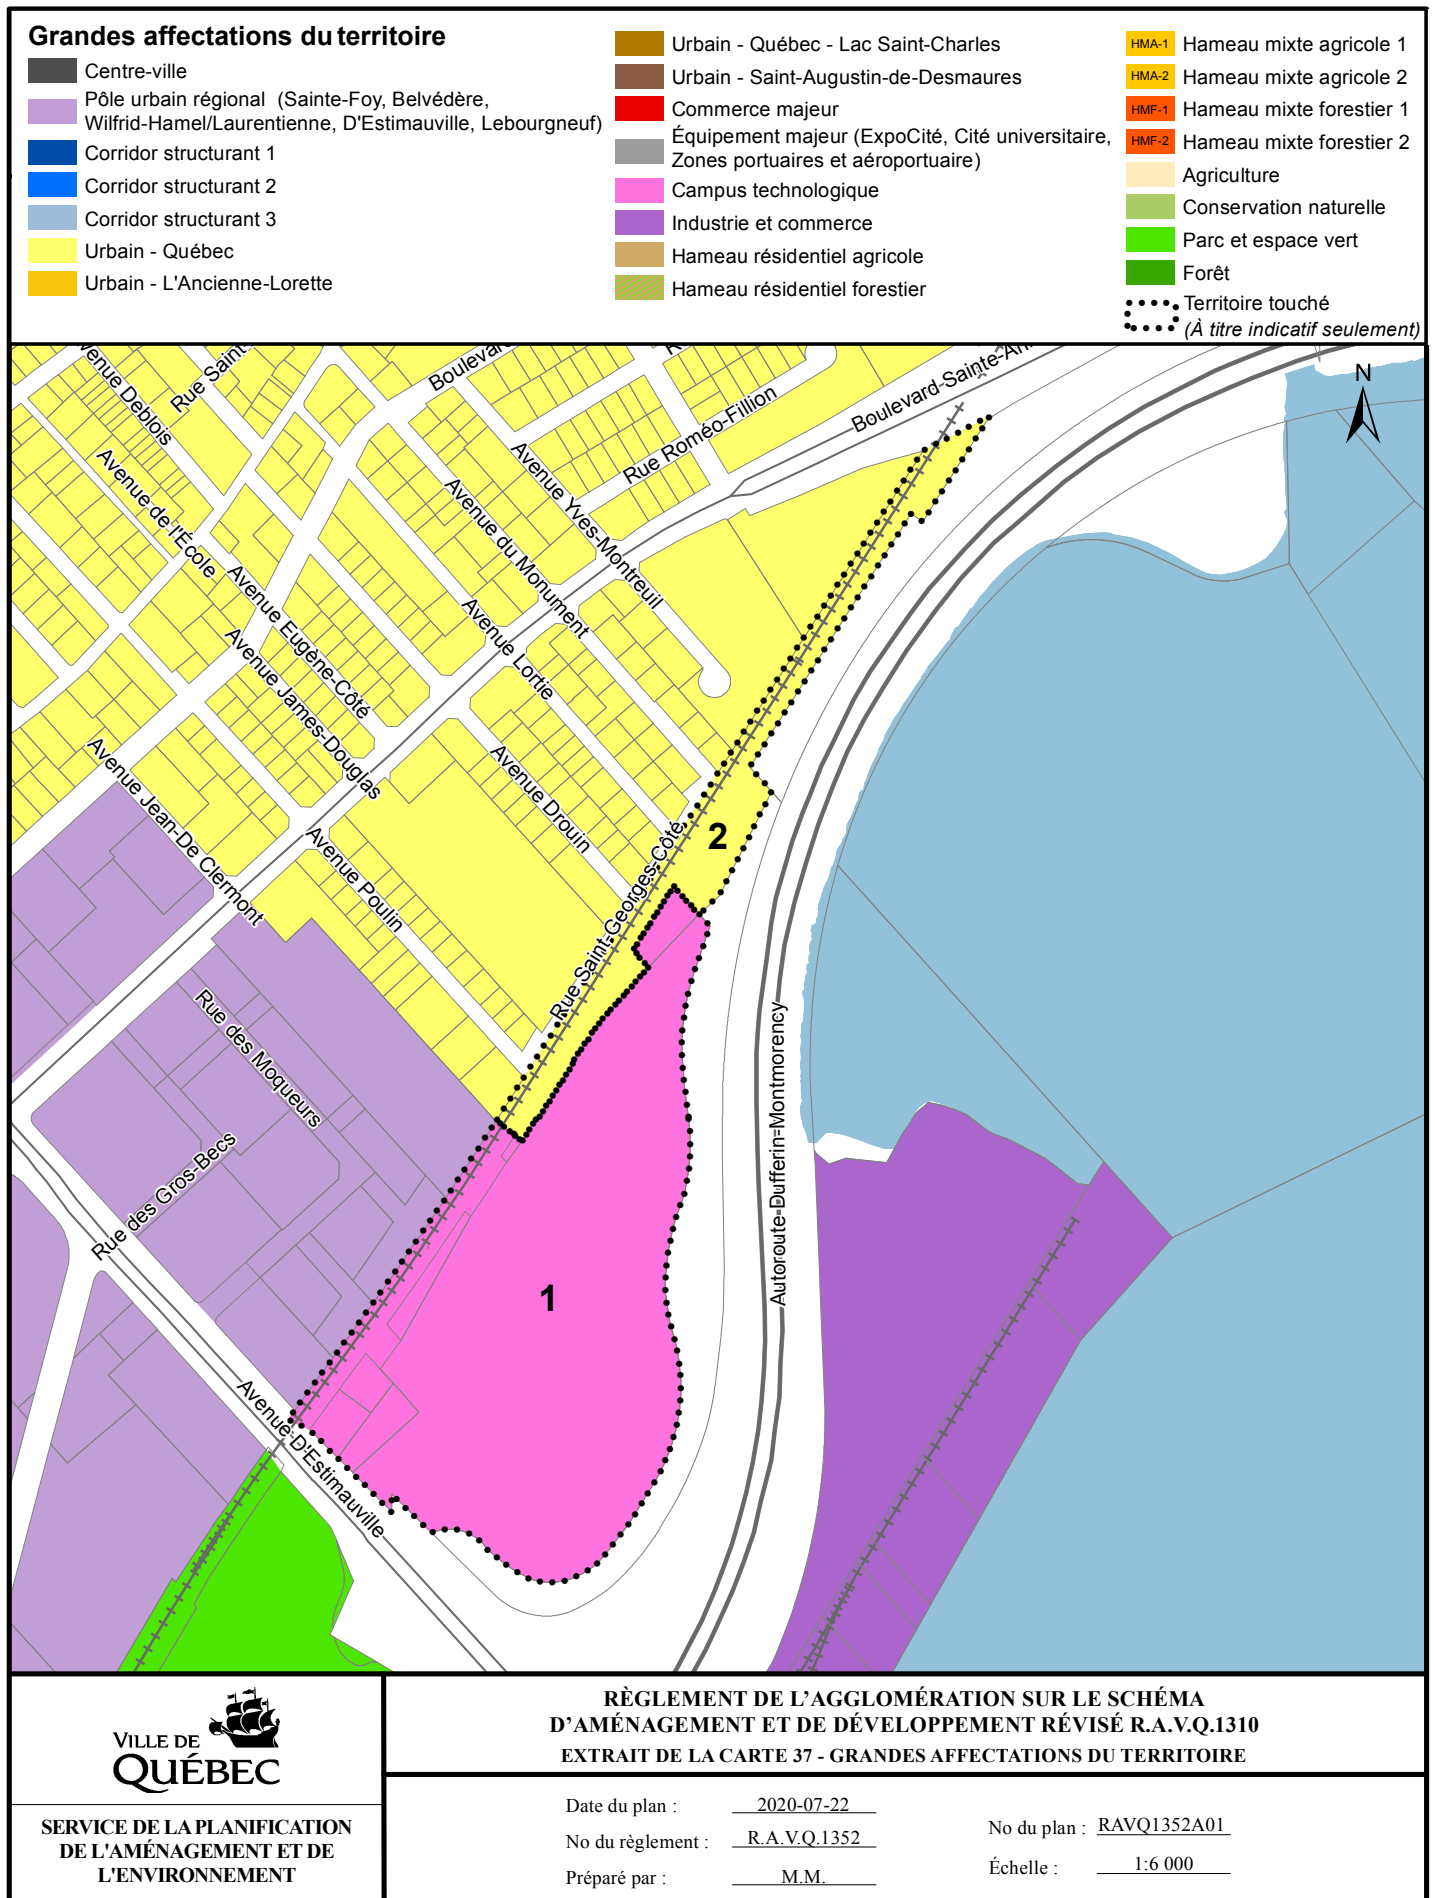 Grandes affectations du territoire
Centre-ville
Pôle urbain régional (Sainte-Foy, Belvédère,
Wilfrid-Hamel/Laurentienne, D'Estimauville, Lebourgneuf)
Corridor structurant 1
Corridor structurant 2
Corridor structurant 3
Urbain - Québec
Urbain - L'Ancienne-Lorette
Urbain - Québec - Lac Saint-Charles
Urbain - Saint-Augustin-de-Desmaures
Commerce majeur
Équipement majeur (ExpoCité, Cité universitaire,
Zones portuaires et aéroportuaire)
Campus technologique
Industrie et commerce
Hameau résidentiel agricole
Hameau résidentiel forestier
HMA-1 Hameau mixte agricole 1
HMA-2 Hameau mixte agricole 2
HMF-1 Hameau mixte forestier 1
HMF-2 Hameau mixte forestier 2
Agriculture
Conservation naturelle
Parc et espace vert
Forêt
Territoire touché
(À titre indicatif seulement)
Avenue Deblois
Rue Saint-
Boulevard
Rue Roméo-Fillion
Boulevard-Sainte-An
N
Avenue de l'École
Avenue Yves-Montreuil
Avenue du Monument
Avenue Eugène-Côté
Avenue Lortie
Avenue James-Douglas
Avenue Jean-De Clermont
Avenue Drouin
Avenue Poulin
Rue Saint-Georges-Côté
2
Rue des Moqueurs
Rue des Gros-Becs
Autoroute-Dufferin-Montmorency
1
Avenue-D'Estimauville
VILLE DE
QUÉBEC
SERVICE DE LA PLANIFICATION
DE L'AMÉNAGEMENT ET DE
L'ENVIRONNEMENT
RÈGLEMENT DE L'AGGLOMÉRATION SUR LE SCHÉMA
D'AMÉNAGEMENT ET DE DÉVELOPPEMENT RÉVISÉ R.A.V.Q.1310
EXTRAIT DE LA CARTE 37 - GRANDES AFFECTATIONS DU TERRITOIRE
Date du plan : 2020-07-22
No du règlement : R.A.V.Q.1352
Préparé par : M.M.
No du plan : RAVQ1352A01
Échelle : 1:6 000